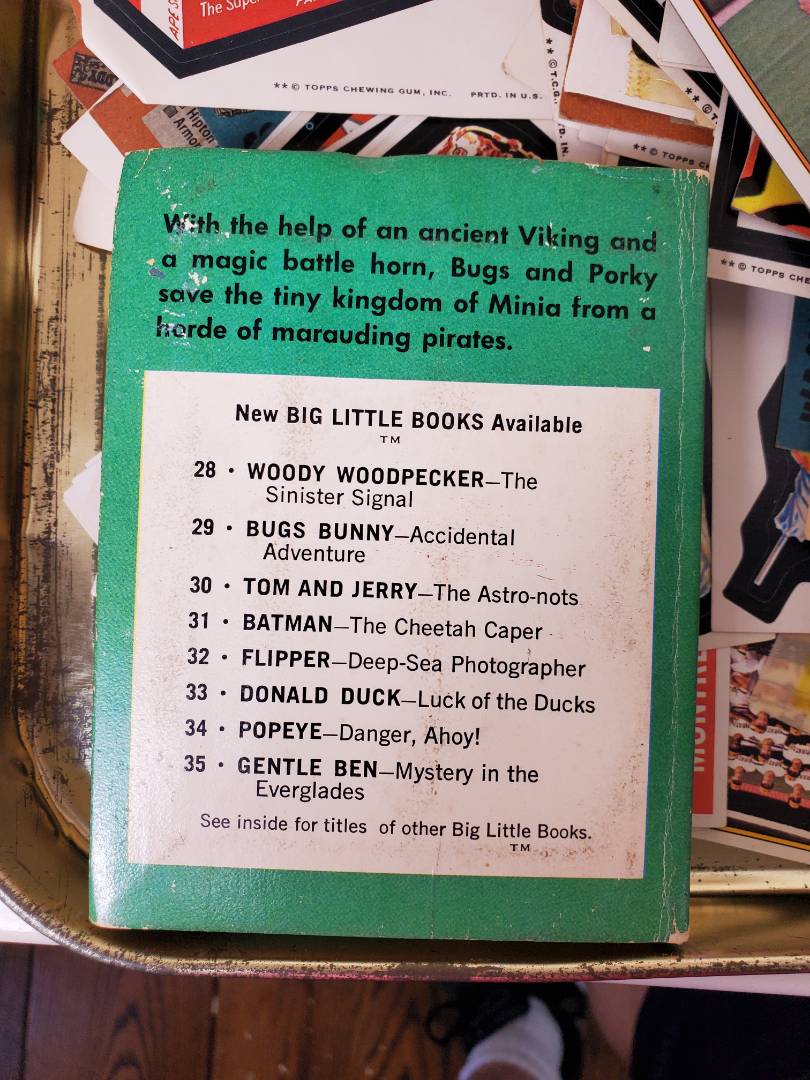 The Super
** © TOPPS CHEWING GUM, INC. PRTD. IN U.S.
Hipton
Armor
** © T.C.G.
** © TOPPS C
** © TOPPS CHE
With the help of an ancient Viking and
a magic battle horn, Bugs and Porky
save the tiny kingdom of Minia from a
horde of marauding pirates.
New BIG LITTLE BOOKS Available
TM
28 • WOODY WOODPECKER—The
Sinister Signal
29 • BUGS BUNNY—Accidental
Adventure
30 • TOM AND JERRY—The Astro-nots
31 • BATMAN—The Cheetah Caper
32 • FLIPPER—Deep-Sea Photographer
33 • DONALD DUCK—Luck of the Ducks
34 • POPEYE—Danger, Ahoy!
35 • GENTLE BEN—Mystery in the
Everglades
See inside for titles of other Big Little Books.
TM